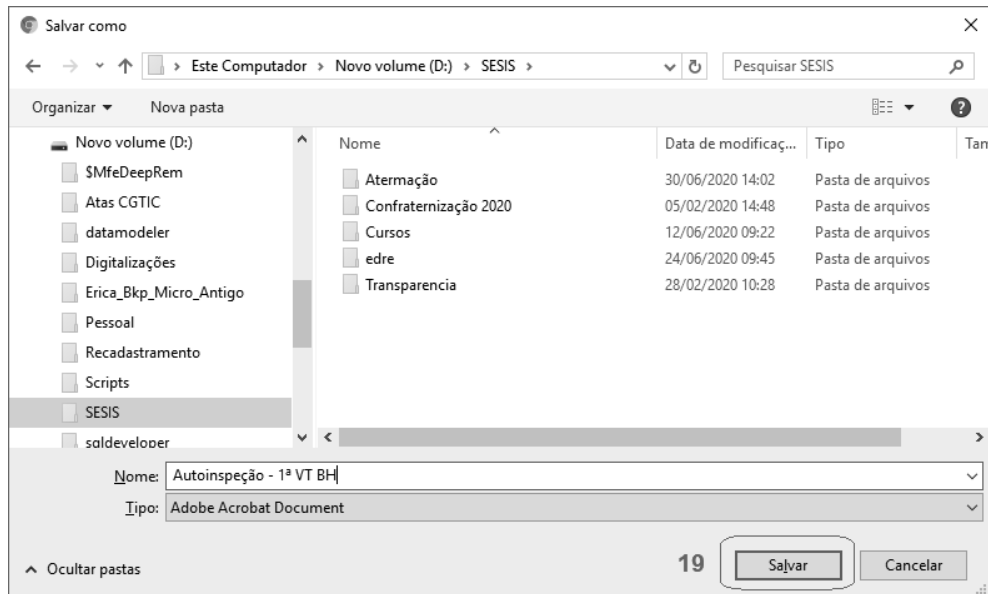 Salvar como
Este Computador > Novo volume (D:) > SESIS >
Pesquisar SESIS
Organizar
Nova pasta
?
Novo volume (D:)
$MfeDeepRem
Atas CGTIC
datamodeler
Digitalizações
Erica_Bkp_Micro_Antigo
Pessoal
Recadastramento
Scripts
SESIS
sqldeveloper
Nome Data de modificaç... Tipo Tam
Atermação 30/06/2020 14:02 Pasta de arquivos
Confraternização 2020 05/02/2020 14:48 Pasta de arquivos
Cursos 12/06/2020 09:22 Pasta de arquivos
edre 24/06/2020 09:45 Pasta de arquivos
Transparencia 28/02/2020 10:28 Pasta de arquivos
Nome: Autoinspeção - 1ª VT BH
Tipo: Adobe Acrobat Document
Ocultar pastas
19 Salvar Cancelar